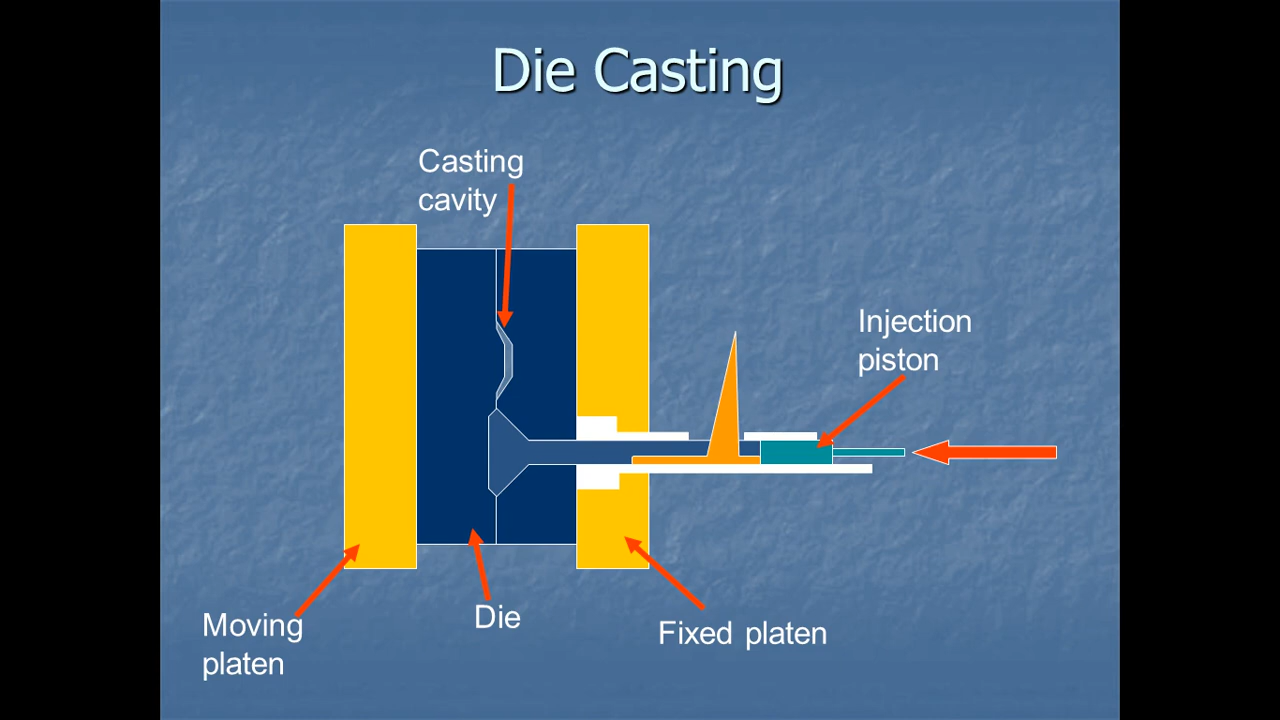 Die Casting
Casting
cavity
Injection
piston
Moving
platen
Die
Fixed platen